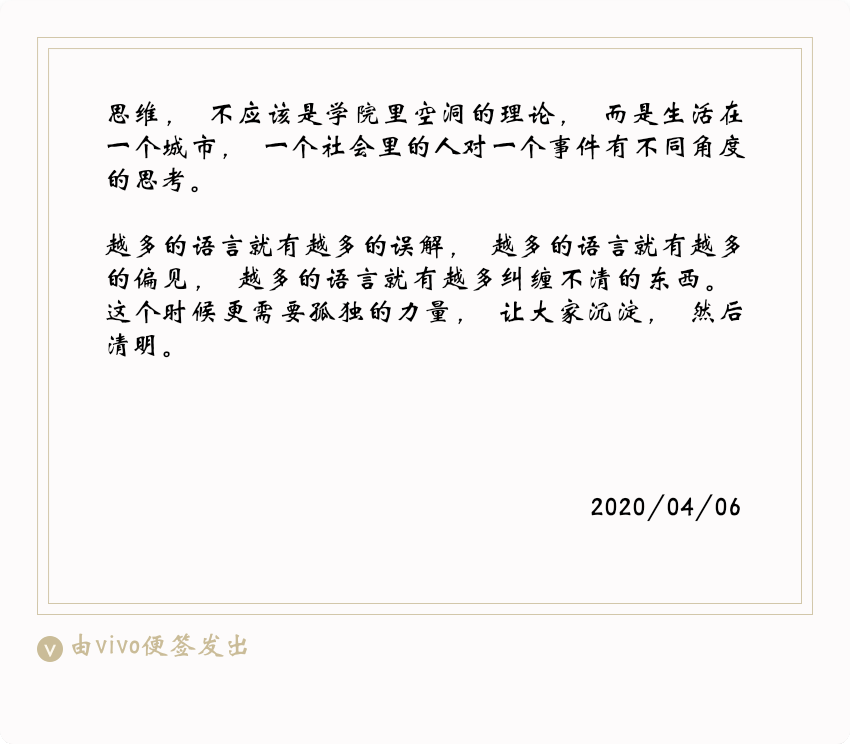 思维， 不应该是学院里空洞的理论， 而是生活在
一个城市， 一个社会里的人对一个事件有不同角度
的思考。
越多的语言就有越多的误解， 越多的语言就有越多
的偏见， 越多的语言就有越多纠缠不清的东西。
这个时候更需要孤独的力量， 让大家沉淀， 然后
清明。
2020/04/06
由vivo便签发出